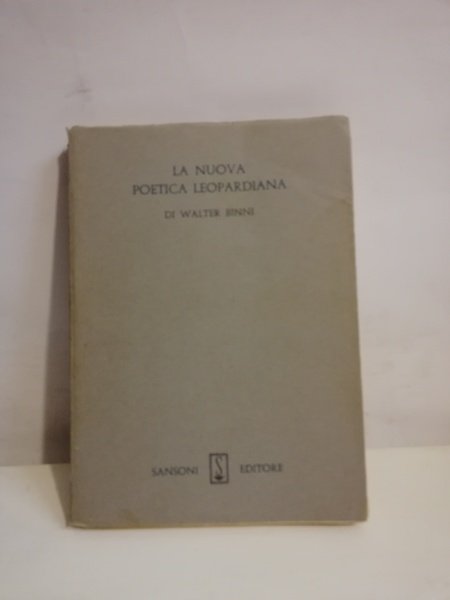 LA NUOVA
POETICA LEOPARDIANA
DI WALTER BINNI
SANSONI S EDITORE